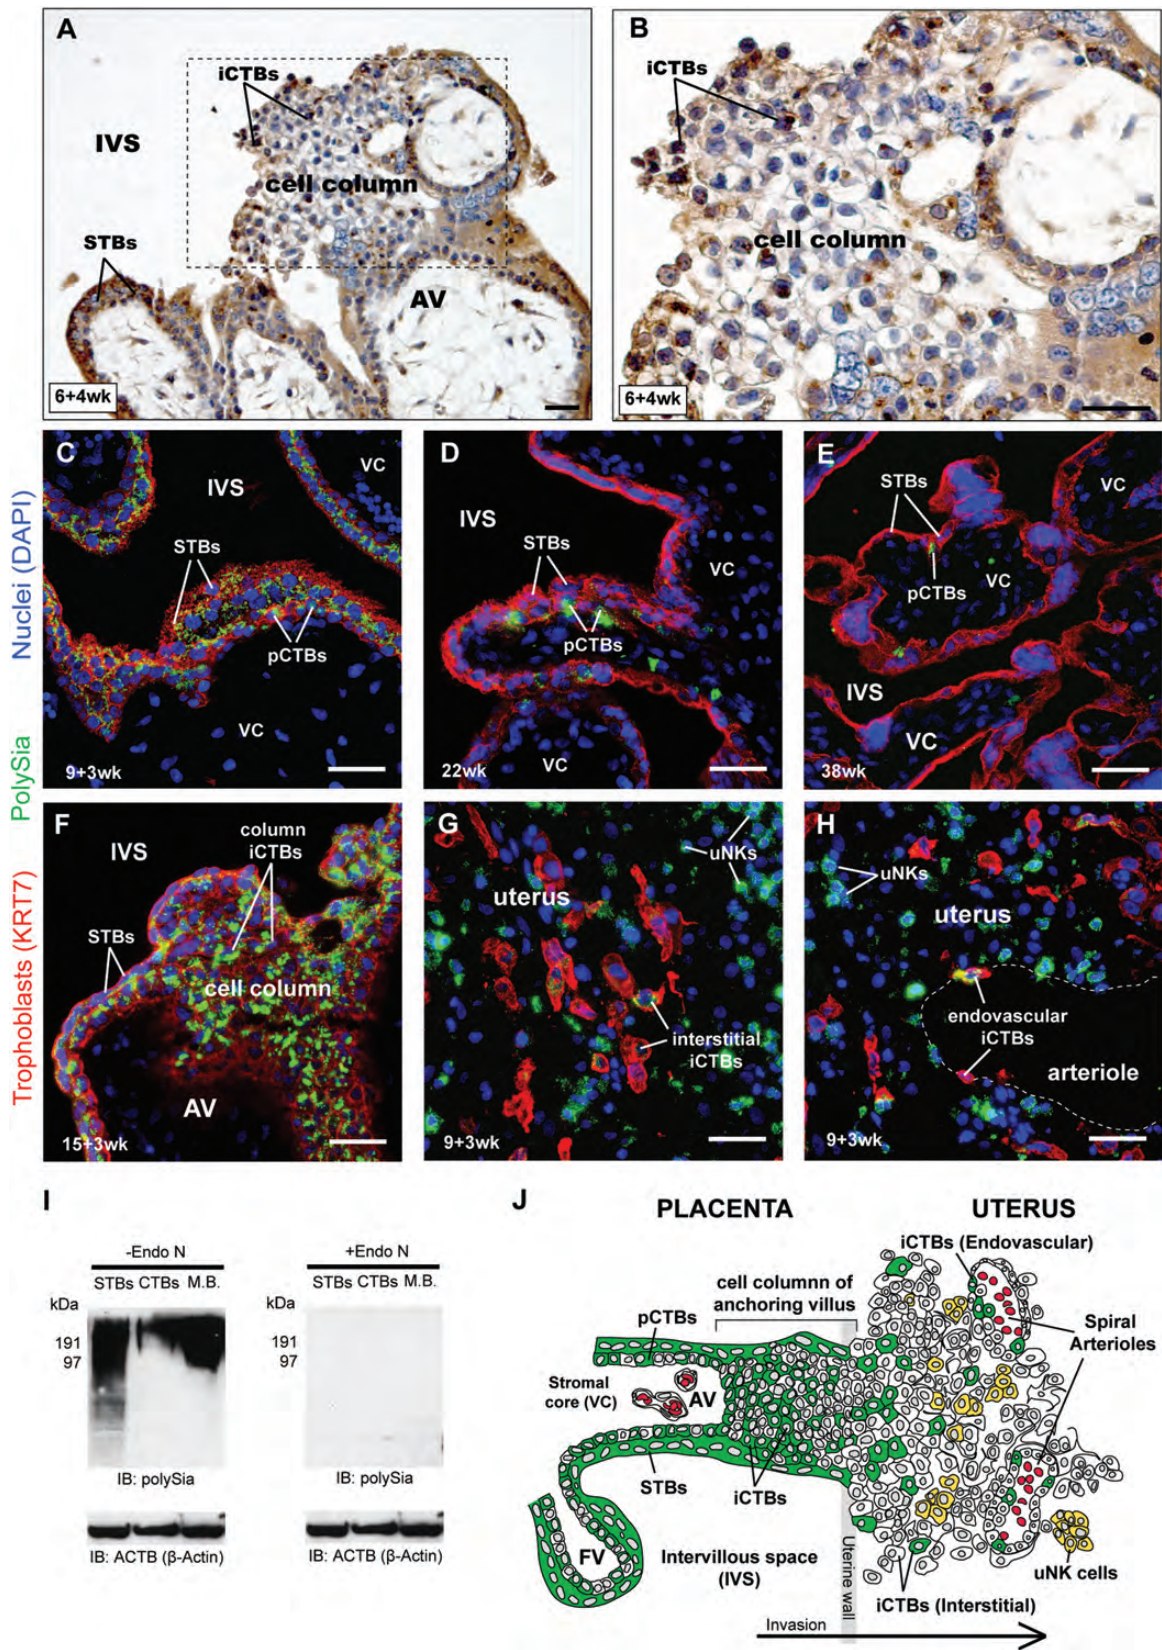 A
iCTBs
IVS
cell column
STBs
AV
6+4wk
B
iCTBs
cell column
6+4wk
Trophoblasts (KRT7) PolySia Nuclei (DAPI)
C
VC
IVS
STBs
pCTBs
VC
9+3wk
D
IVS
STBs
VC
pCTBs
VC
22wk
E
STBs
VC
VC
pCTBs
IVS
VC
38wk
F
column
iCTBs
IVS
STBs
cell column
AV
15+3wk
G
uNKs
uterus
interstitial
iCTBs
9+3wk
H
uNKs
uterus
endovascular
iCTBs
arteriole
9+3wk
I
-Endo N
STBs CTBs M.B.
kDa
191
97
IB: polySia
IB: ACTB (β-Actin)
+Endo N
STBs CTBs M.B.
kDa
191
97
IB: polySia
IB: ACTB (β-Actin)
J
PLACENTA
UTERUS
iCTBs (Endovascular)
cell columnn of
anchoring villus
pCTBs
Spiral
Arterioles
Stromal
core (VC)
AV
STBs
iCTBs
FV
Intervillous space
(IVS)
Uterine wall
uNK cells
iCTBs (Interstitial)
Invasion